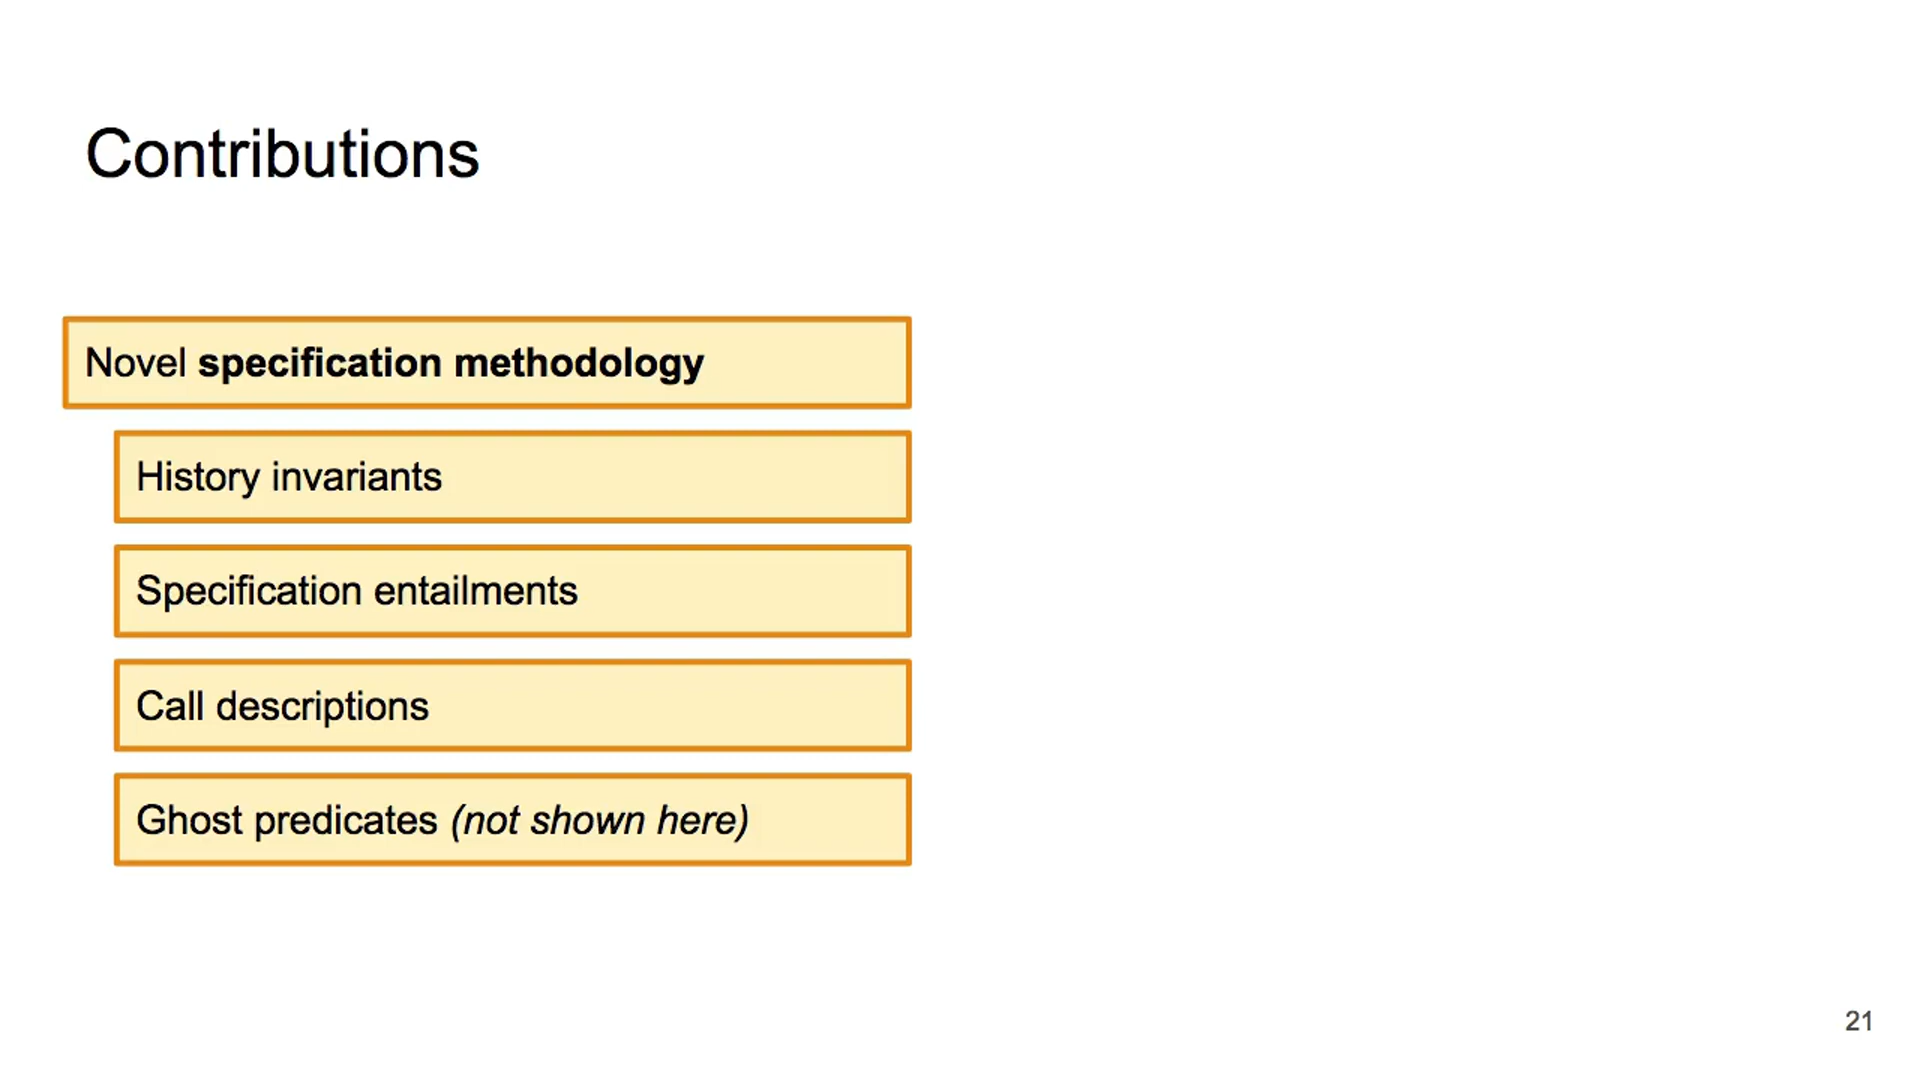 Contributions
Novel specification methodology
History invariants
Specification entailments
Call descriptions
Ghost predicates (not shown here)
21